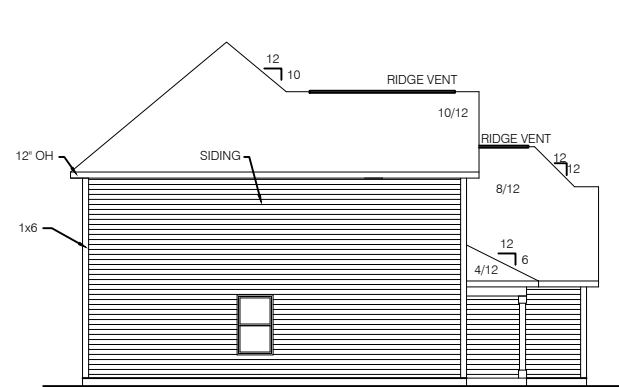 12
10
RIDGE VENT
10/12
RIDGE VENT
12" OH
SIDING
12
12
8/12
1x6
12
6
4/12